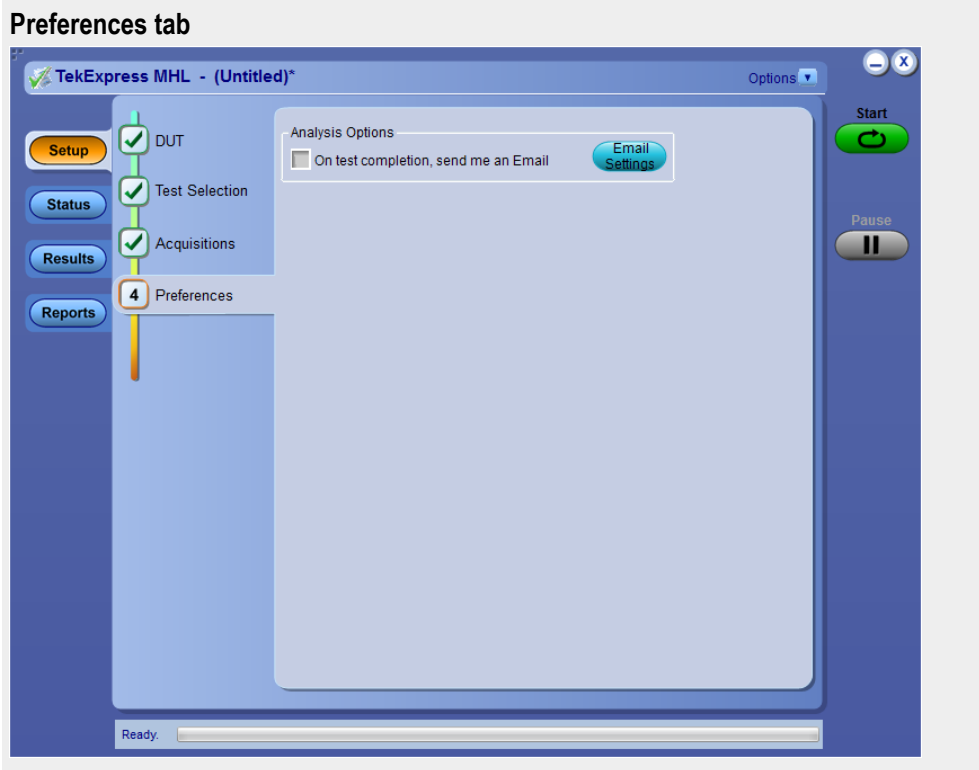 Preferences tab
TekExpress MHL - (Untitled)*
Options
X
Start
Setup
DUT
Analysis Options
On test completion, send me an Email
Email
Settings
Status
Test Selection
Pause
Results
Acquisitions
4 Preferences
Reports
Ready.